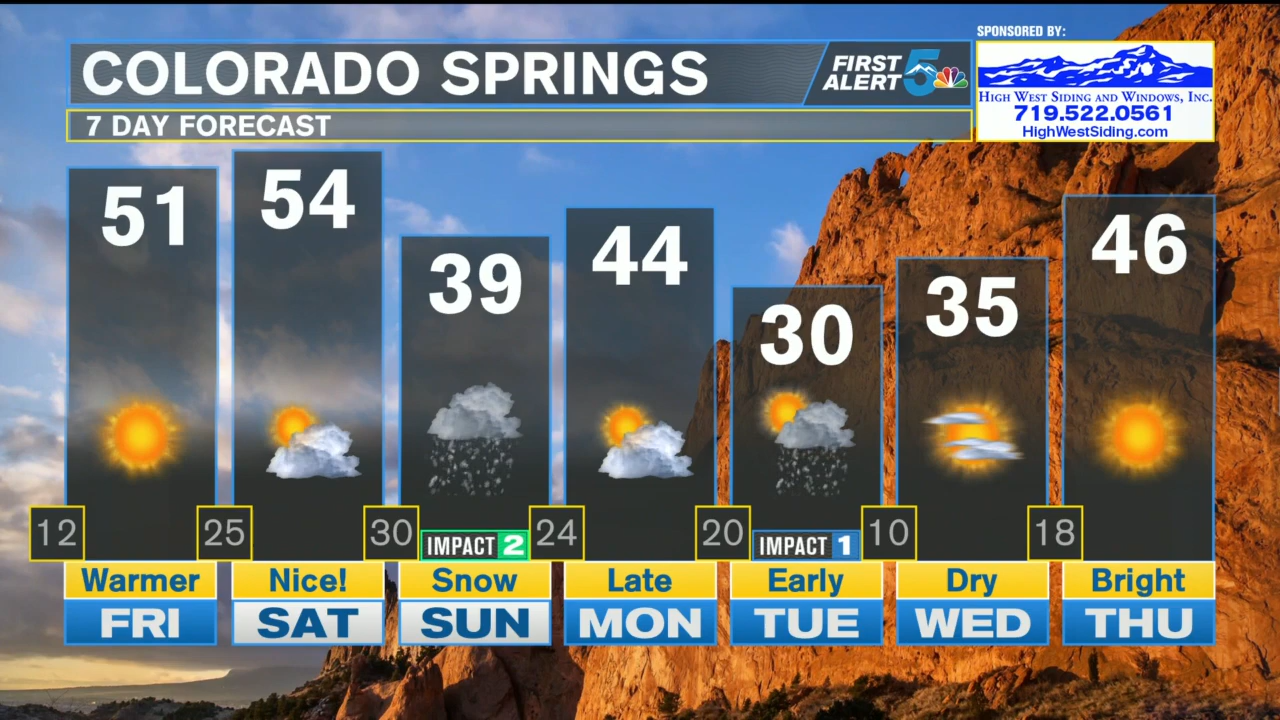 SPONSORED BY:
COLORADO SPRINGS
FIRST
ALERT 5
HIGH WEST SIDING AND WINDOWS, INC.
719.522.0561
HighWestSiding.com
7 DAY FORECAST
51 54 39 44 30 35 46
12 25 30 24 20 10 18
IMPACT 2 IMPACT 1
Warmer Nice! Snow Late Early Dry Bright
FRI SAT SUN MON TUE WED THU